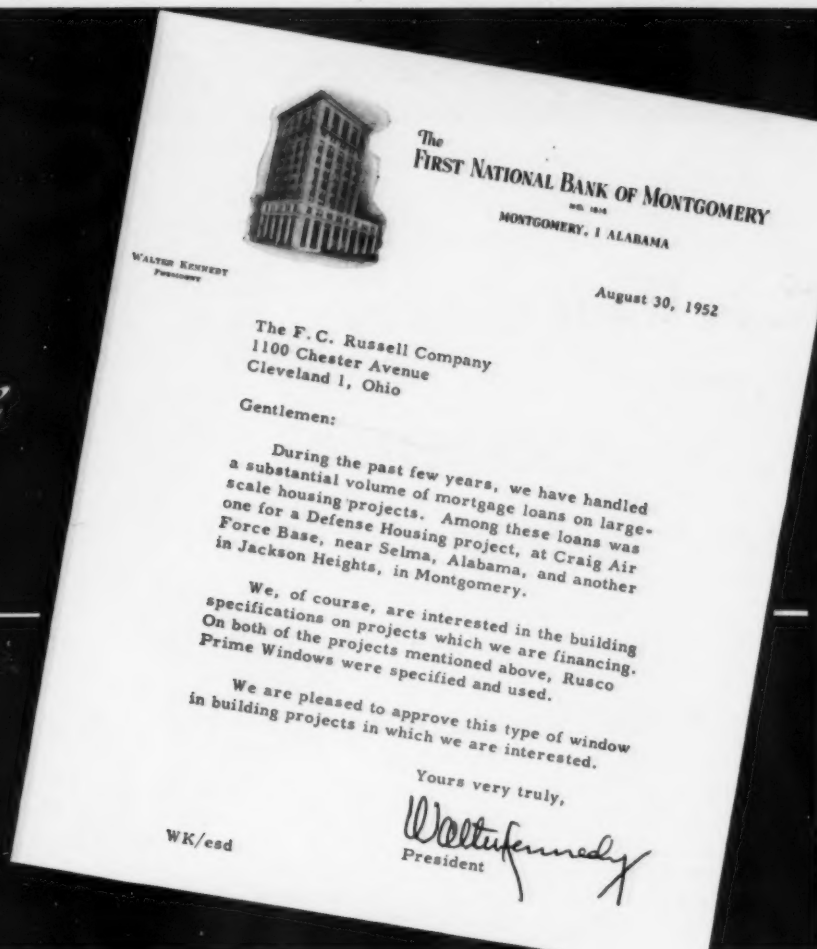 The
FIRST NATIONAL BANK OF MONTGOMERY
NO. 1814
MONTGOMERY, 1 ALABAMA
WALTER KENNEDY
PRESIDENT
August 30, 1952
The F. C. Russell Company
1100 Chester Avenue
Cleveland 1, Ohio
Gentlemen:
During the past few years, we have handled
a substantial volume of mortgage loans on large-
scale housing projects. Among these loans was
one for a Defense Housing project, at Craig Air
Force Base, near Selma, Alabama, and another
in Jackson Heights, in Montgomery.
We, of course, are interested in the building
specifications on projects which we are financing.
On both of the projects mentioned above, Rusco
Prime Windows were specified and used.
We are pleased to approve this type of window
in building projects in which we are interested.
Yours very truly,
Walter Kennedy
President
WK/esd